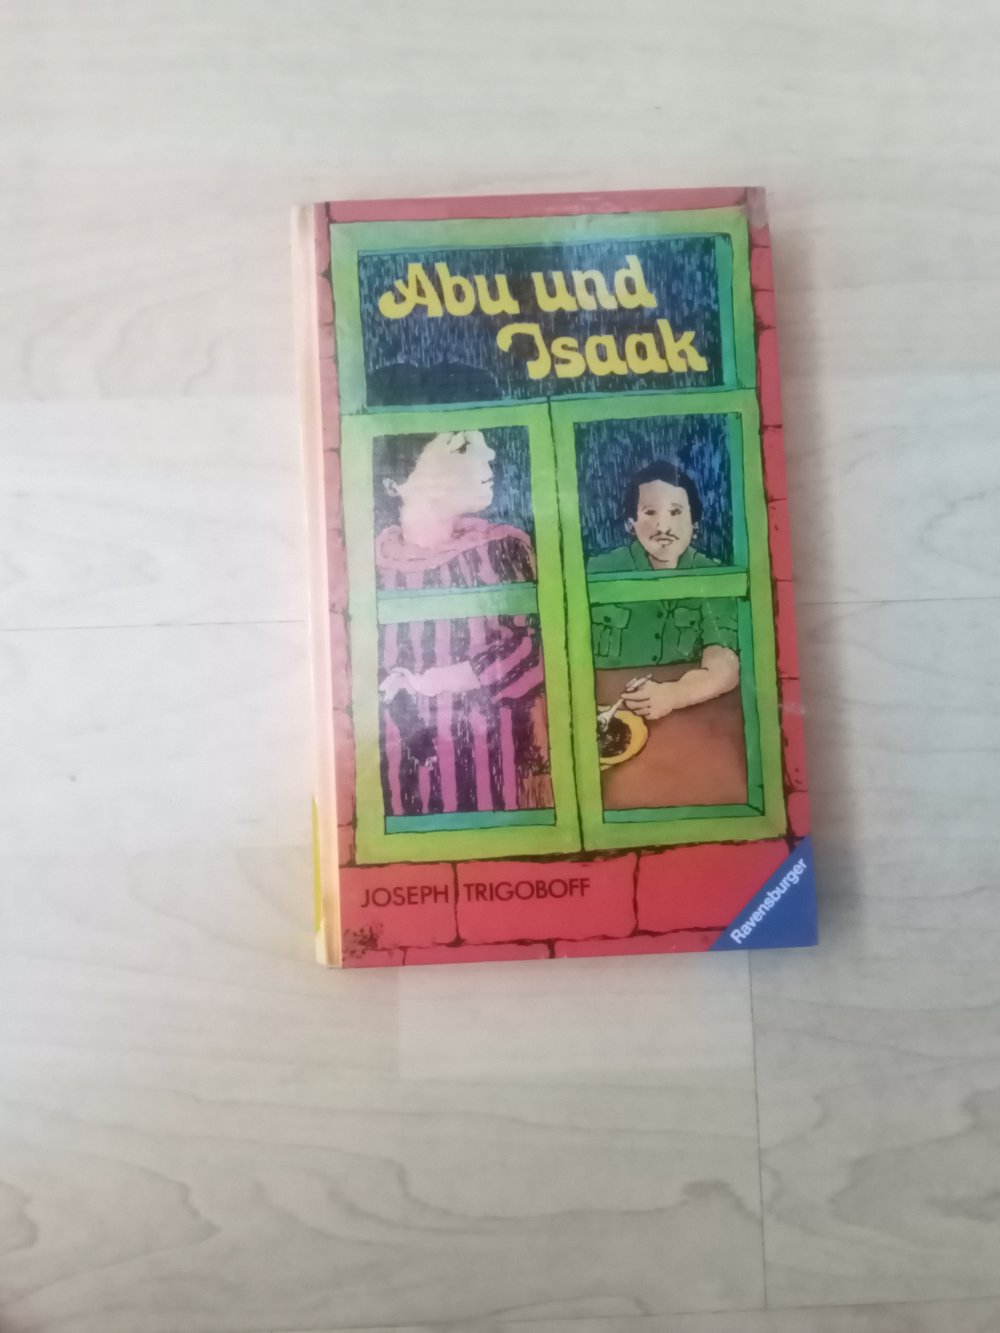 Abu und
Isaak
JOSEPH TRIGOBOFF
Ravensburger